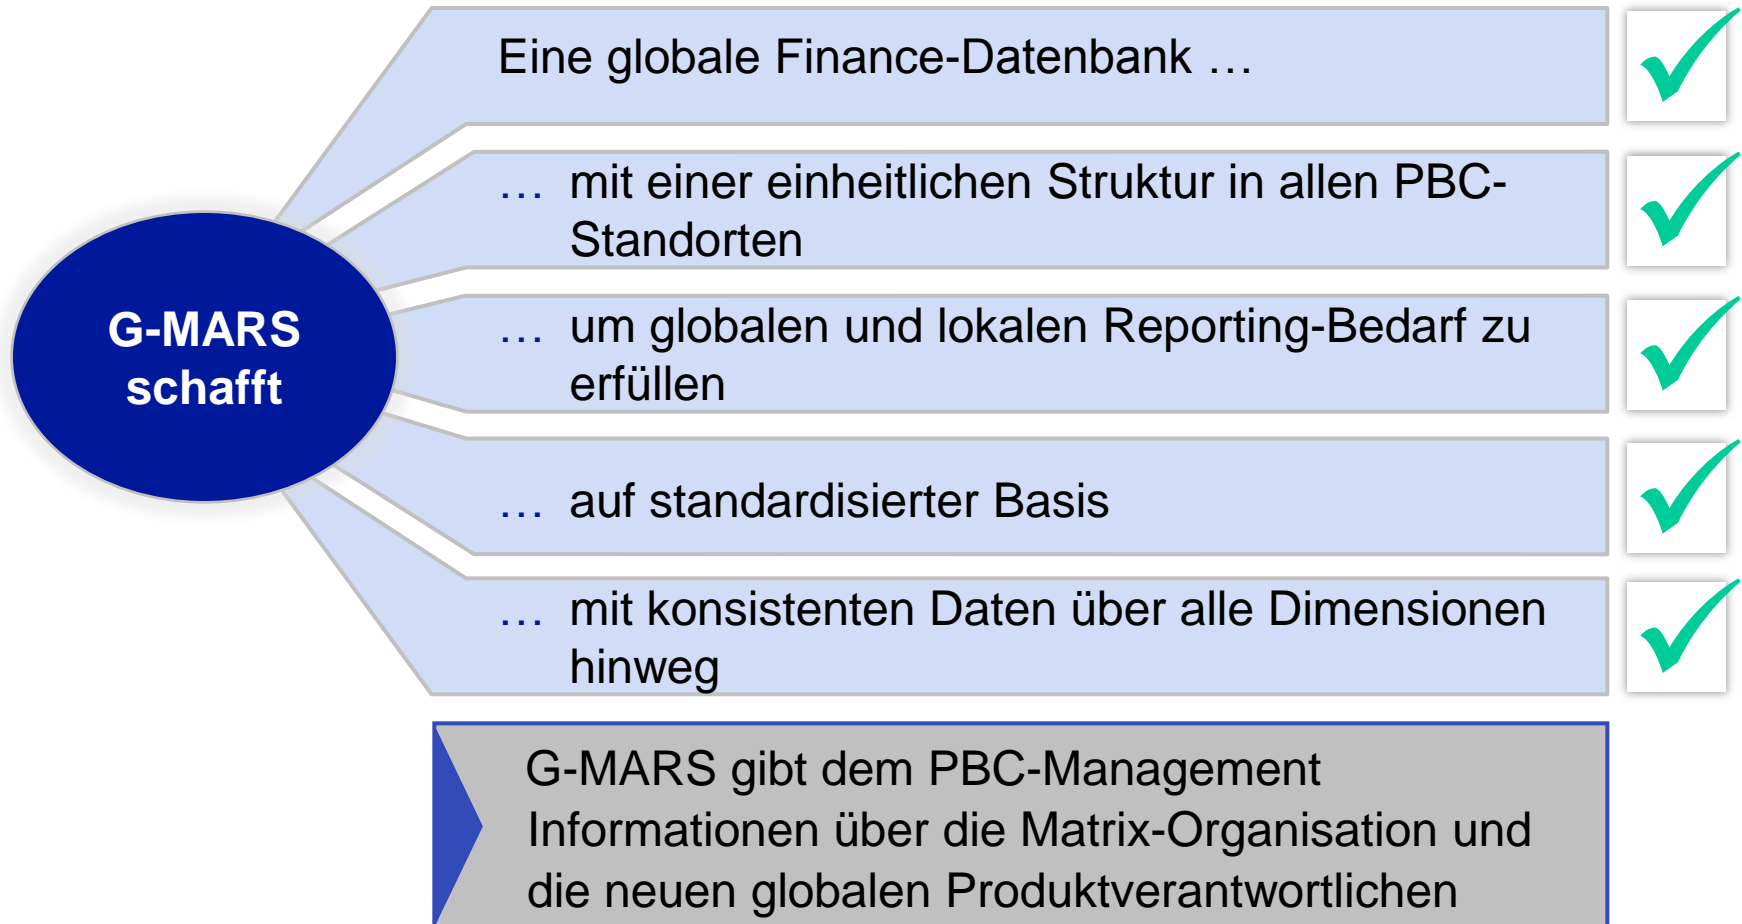 Eine globale Finance-Datenbank …
… mit einer einheitlichen Struktur in allen PBC-
Standorten
… um globalen und lokalen Reporting-Bedarf zu
erfüllen
G-MARS
schafft
… auf standardisierter Basis
… mit konsistenten Daten über alle Dimensionen
hinweg
G-MARS gibt dem PBC-Management
Informationen über die Matrix-Organisation und
die neuen globalen Produktverantwortlichen